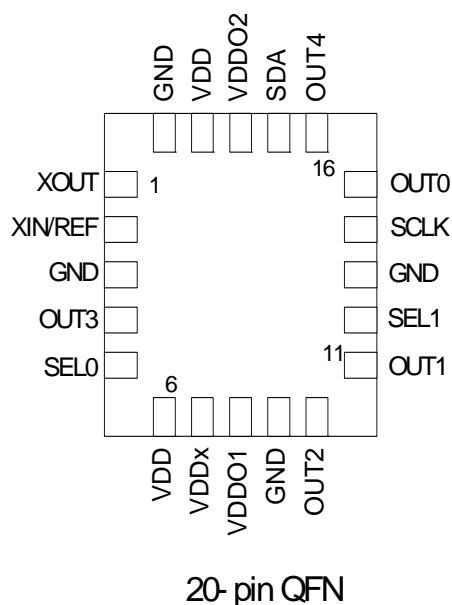 GND
VDD
VDDO2
SDA
OUT4
XOUT
1
16
OUT0
XIN/REF
SCLK
GND
GND
OUT3
SEL1
SEL0
11
OUT1
6
VDD
VDDx
VDDO1
GND
OUT2
20- pin QFN